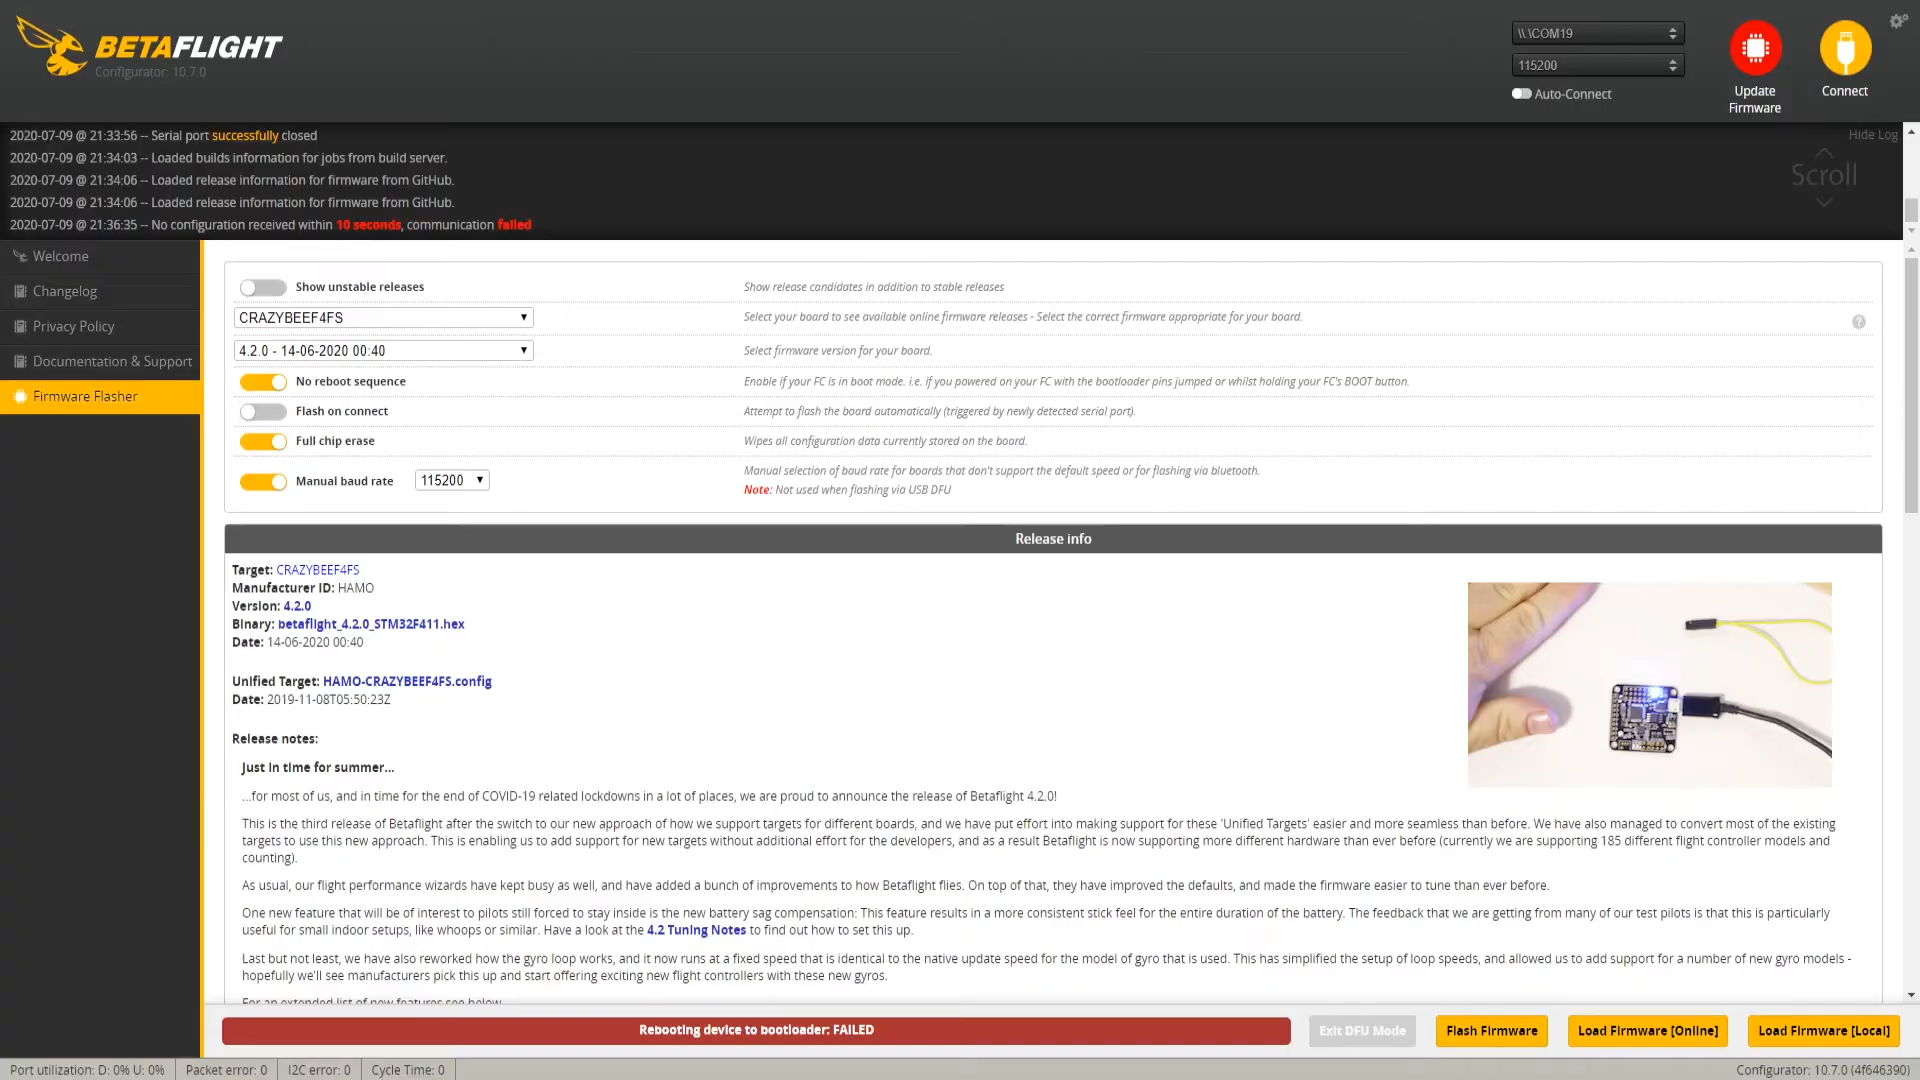 BETAFLIGHT
Configurator: 10.7.0
\\.\COM19
115200
Auto-Connect
Update
Firmware
Connect
2020-07-09 @ 21:33:56 -- Serial port successfully closed
2020-07-09 @ 21:34:03 -- Loaded builds information for jobs from build server.
2020-07-09 @ 21:34:06 -- Loaded release information for firmware from GitHub.
2020-07-09 @ 21:34:06 -- Loaded release information for firmware from GitHub.
2020-07-09 @ 21:36:35 -- No configuration received within 10 seconds, communication failed
Hide Log
Scroll
Welcome
Changelog
Privacy Policy
Documentation & Support
Firmware Flasher
Show unstable releases
Show release candidates in addition to stable releases
CRAZYBEEF4FS
Select your board to see available online firmware releases - Select the correct firmware appropriate for your board.
?
4.2.0 - 14-06-2020 00:40
Select firmware version for your board.
No reboot sequence
Enable if your FC is in boot mode. i.e. if you powered on your FC with the bootloader pins jumped or whilst holding your FC's BOOT button.
Flash on connect
Attempt to flash the board automatically (triggered by newly detected serial port).
Full chip erase
Wipes all configuration data currently stored on the board.
Manual baud rate
115200
Manual selection of baud rate for boards that don't support the default speed or for flashing via bluetooth.
Note: Not used when flashing via USB DFU
Release info
Target: CRAZYBEEF4FS
Manufacturer ID: HAMO
Version: 4.2.0
Binary: betaflight_4.2.0_STM32F411.hex
Date: 14-06-2020 00:40
Unified Target: HAMO-CRAZYBEEF4FS.config
Date: 2019-11-08T05:50:23Z
Release notes:
Just in time for summer...
...for most of us, and in time for the end of COVID-19 related lockdowns in a lot of places, we are proud to announce the release of Betaflight 4.2.0!
This is the third release of Betaflight after the switch to our new approach of how we support targets for different boards, and we have put effort into making support for these 'Unified Targets' easier and more seamless than before. We have also managed to convert most of the existing
targets to use this new approach. This is enabling us to add support for new targets without additional effort for the developers, and as a result Betaflight is now supporting more different hardware than ever before (currently we are supporting 185 different flight controller models and
counting).
As usual, our flight performance wizards have kept busy as well, and have added a bunch of improvements to how Betaflight flies. On top of that, they have improved the defaults, and made the firmware easier to tune than ever before.
One new feature that will be of interest to pilots still forced to stay inside is the new battery sag compensation: This feature results in a more consistent stick feel for the entire duration of the battery. The feedback that we are getting from many of our test pilots is that this is particularly
useful for small indoor setups, like whoops or similar. Have a look at the 4.2 Tuning Notes to find out how to set this up.
Last but not least, we have also reworked how the gyro loop works, and it now runs at a fixed speed that is identical to the native update speed for the model of gyro that is used. This has simplified the setup of loop speeds, and allowed us to add support for a number of new gyro models -
hopefully we'll see manufacturers pick this up and start offering exciting new flight controllers with these new gyros.
For an extended list of new features see below
Rebooting device to bootloader: FAILED
Exit DFU Mode
Flash Firmware
Load Firmware [Online]
Load Firmware [Local]
Port utilization: D: 0% U: 0%
Packet error: 0
I2C error: 0
Cycle Time: 0
Configurator: 10.7.0 (4f646390)